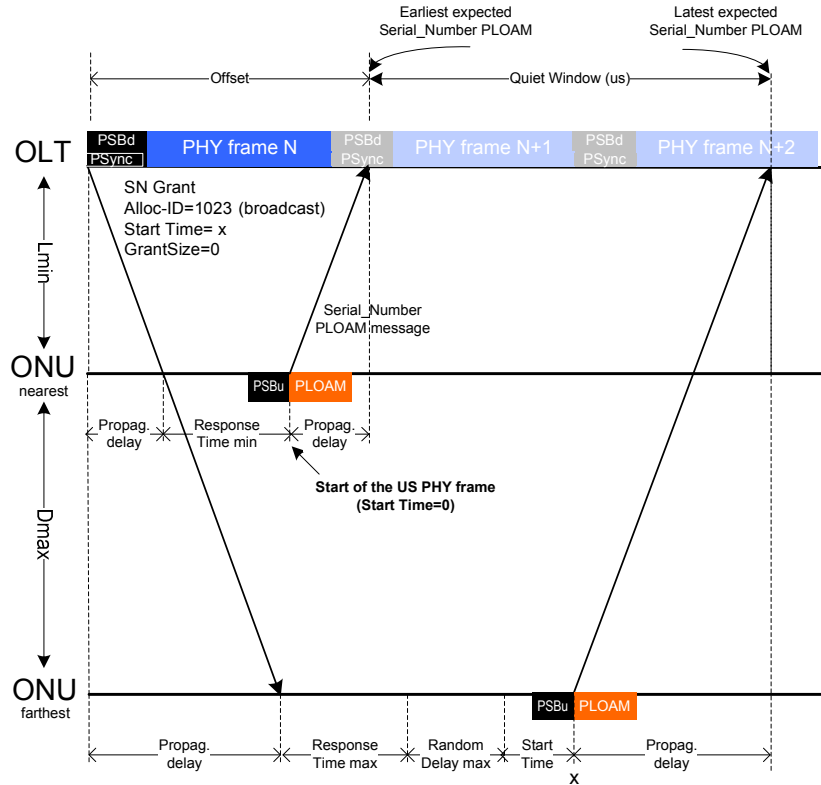 Earliest expected
Serial_Number PLOAM
Latest expected
Serial_Number PLOAM
Offset
Quiet Window (us)
OLT
PSBd
PSync
PHY frame N
PSBd
PSync
PHY frame N+1
PSBd
PSync
PHY frame N+2
SN Grant
Alloc-ID=1023 (broadcast)
Start Time= x
GrantSize=0
Lmin
Serial_Number
PLOAM message
ONU
nearest
PSBu
PLOAM
Propag.
delay
Response
Time min
Propag.
delay
Start of the US PHY frame
(Start Time=0)
Dmax
ONU
farthest
PSBu
PLOAM
Propag.
delay
Response
Time max
Random
Delay max
Start
Time
Propag.
delay
x